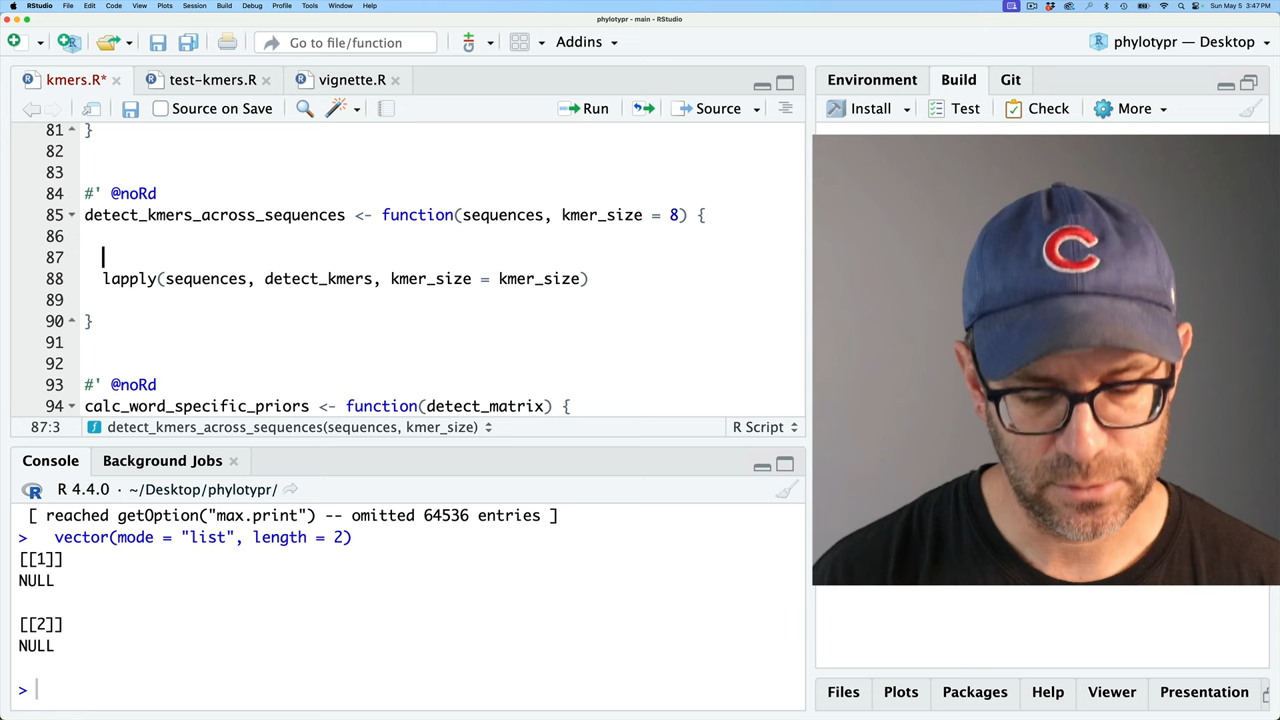 RStudio File Edit Code View Plots Session Build Debug Profile Tools Window Help Sun May 5 3:47 PM
phylotypr - main - RStudio
Go to file/function Addins phylotypr — Desktop
kmers.R* test-kmers.R vignette.R Environment Build Git
Source on Save Run Source Install Test Check More
81 }
82
83
84 #' @noRd
85 detect_kmers_across_sequences <- function(sequences, kmer_size = 8) {
86
87
88 lapply(sequences, detect_kmers, kmer_size = kmer_size)
89
90 }
91
92
93 #' @noRd
94 calc_word_specific_priors <- function(detect_matrix) {
87:3 detect_kmers_across_sequences(sequences, kmer_size) R Script
Console Background Jobs
R 4.4.0 · ~/Desktop/phylotypr/
[ reached getOption("max.print") -- omitted 64536 entries ]
> vector(mode = "list", length = 2)
[[1]]
NULL
[[2]]
NULL
>
C
Files Plots Packages Help Viewer Presentation